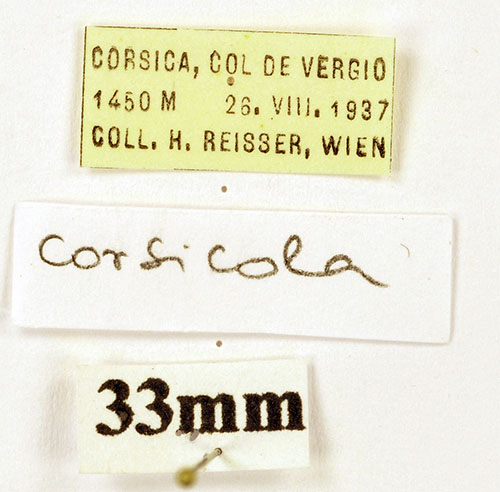 CORSICA, COL DE VERGIO
1450 M 26. VIII. 1937
COLL. H. REISSER, WIEN
corsicola
33mm